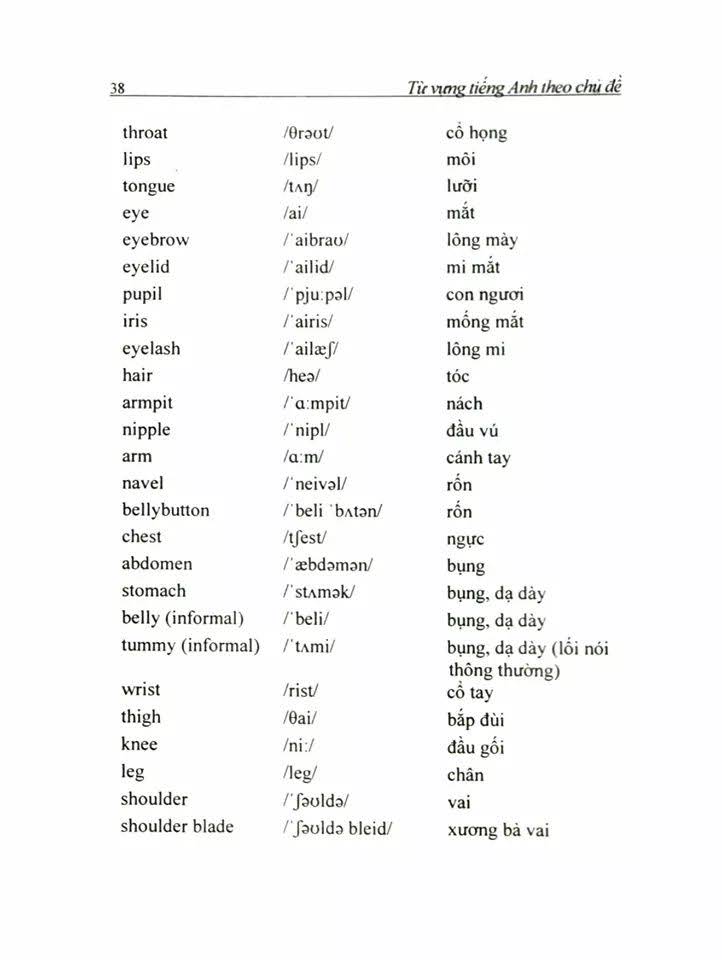 38 Từ vựng tiếng Anh theo chủ đề
throat /θrəʊt/ cổ họng
lips /lips/ môi
tongue /tʌŋ/ lưỡi
eye /ai/ mắt
eyebrow /ˈaibraʊ/ lông mày
eyelid /ˈailid/ mi mắt
pupil /ˈpju:pəl/ con ngươi
iris /ˈairis/ mống mắt
eyelash /ˈailæʃ/ lông mi
hair /heə/ tóc
armpit /ˈɑ:mpit/ nách
nipple /ˈnipl/ đầu vú
arm /ɑ:m/ cánh tay
navel /ˈneivəl/ rốn
bellybutton /ˈbeli ˈbʌtən/ rốn
chest /tʃest/ ngực
abdomen /ˈæbdəmən/ bụng
stomach /ˈstʌmək/ bụng, dạ dày
belly (informal) /ˈbeli/ bụng, dạ dày
tummy (informal) /ˈtʌmi/ bụng, dạ dày (lối nói
thông thường)
wrist /rist/ cổ tay
thigh /θai/ bắp đùi
knee /ni:/ đầu gối
leg /leg/ chân
shoulder /ˈʃəʊldə/ vai
shoulder blade /ˈʃəʊldə bleid/ xương bả vai